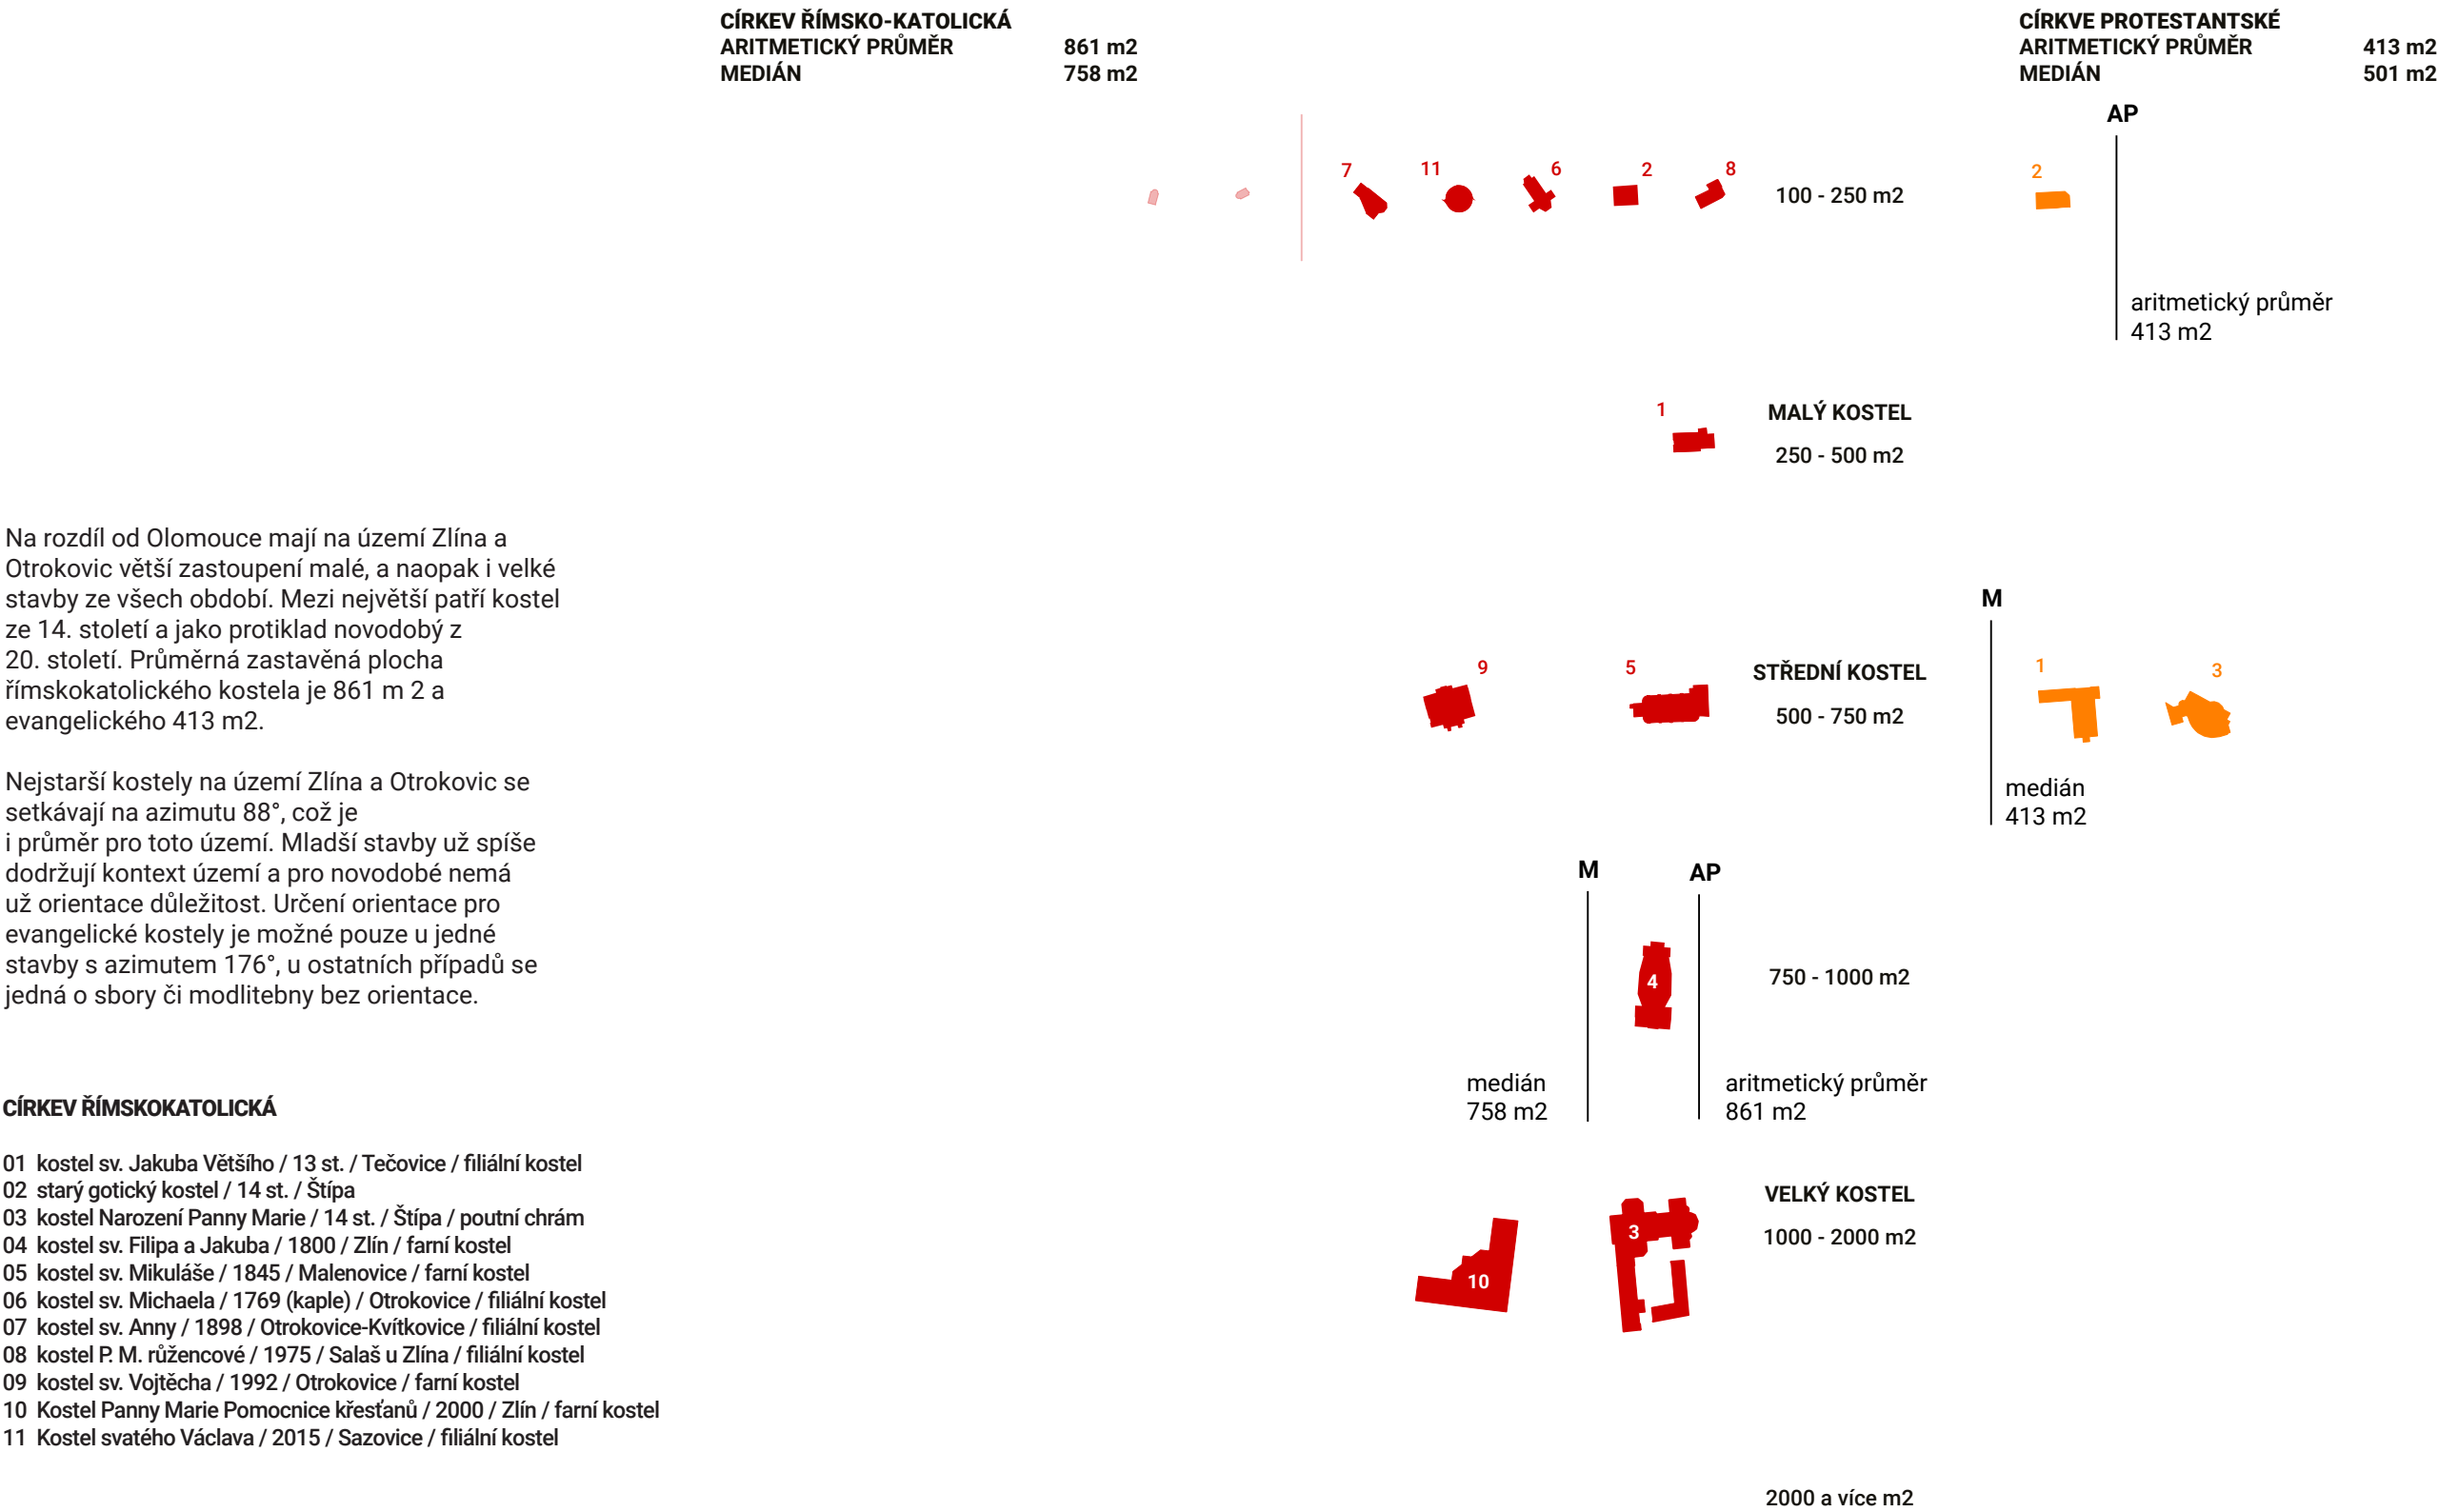 CÍRKEV ŘÍMSKO-KATOLICKÁ
ARITMETICKÝ PRŮMĚR 861 m2
MEDIÁN 758 m2
CÍRKVE PROTESTANTSKÉ
ARITMETICKÝ PRŮMĚR 413 m2
MEDIÁN 501 m2
AP
7 11 6 2 8
100 - 250 m2
2
aritmetický průměr
413 m2
1
MALÝ KOSTEL
250 - 500 m2
Na rozdíl od Olomouce mají na území Zlína a
Otrokovic větší zastoupení malé, a naopak i velké
stavby ze všech období. Mezi největší patří kostel
ze 14. století a jako protiklad novodobý z
20. století. Průměrná zastavěná plocha
římskokatolického kostela je 861 m 2 a
evangelického 413 m2.
Nejstarší kostely na území Zlína a Otrokovic se
setkávají na azimutu 88°, což je
i průměr pro toto území. Mladší stavby už spíše
dodržují kontext území a pro novodobé nemá
už orientace důležitost. Určení orientace pro
evangelické kostely je možné pouze u jedné
stavby s azimutem 176°, u ostatních případů se
jedná o sbory či modlitebny bez orientace.
M
9 5
STŘEDNÍ KOSTEL
500 - 750 m2
1 3
medián
413 m2
M AP
4
750 - 1000 m2
medián
758 m2
aritmetický průměr
861 m2
VELKÝ KOSTEL
1000 - 2000 m2
3
10
CÍRKEV ŘÍMSKOKATOLICKÁ
01 kostel sv. Jakuba Většího / 13 st. / Tečovice / filiální kostel
02 starý gotický kostel / 14 st. / Štípa
03 kostel Narození Panny Marie / 14 st. / Štípa / poutní chrám
04 kostel sv. Filipa a Jakuba / 1800 / Zlín / farní kostel
05 kostel sv. Mikuláše / 1845 / Malenovice / farní kostel
06 kostel sv. Michaela / 1769 (kaple) / Otrokovice / filiální kostel
07 kostel sv. Anny / 1898 / Otrokovice-Kvítkovice / filiální kostel
08 kostel P. M. růžencové / 1975 / Salaš u Zlína / filiální kostel
09 kostel sv. Vojtěcha / 1992 / Otrokovice / farní kostel
10 Kostel Panny Marie Pomocnice křesťanů / 2000 / Zlín / farní kostel
11 Kostel svatého Václava / 2015 / Sazovice / filiální kostel
2000 a více m2